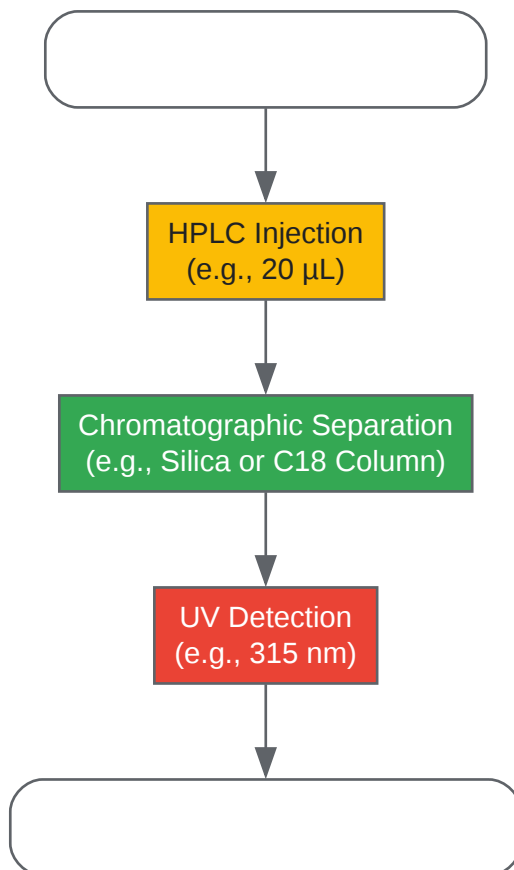 HPLC Injection
(e.g., 20 µL)
Chromatographic Separation
(e.g., Silica or C18 Column)
UV Detection
(e.g., 315 nm)